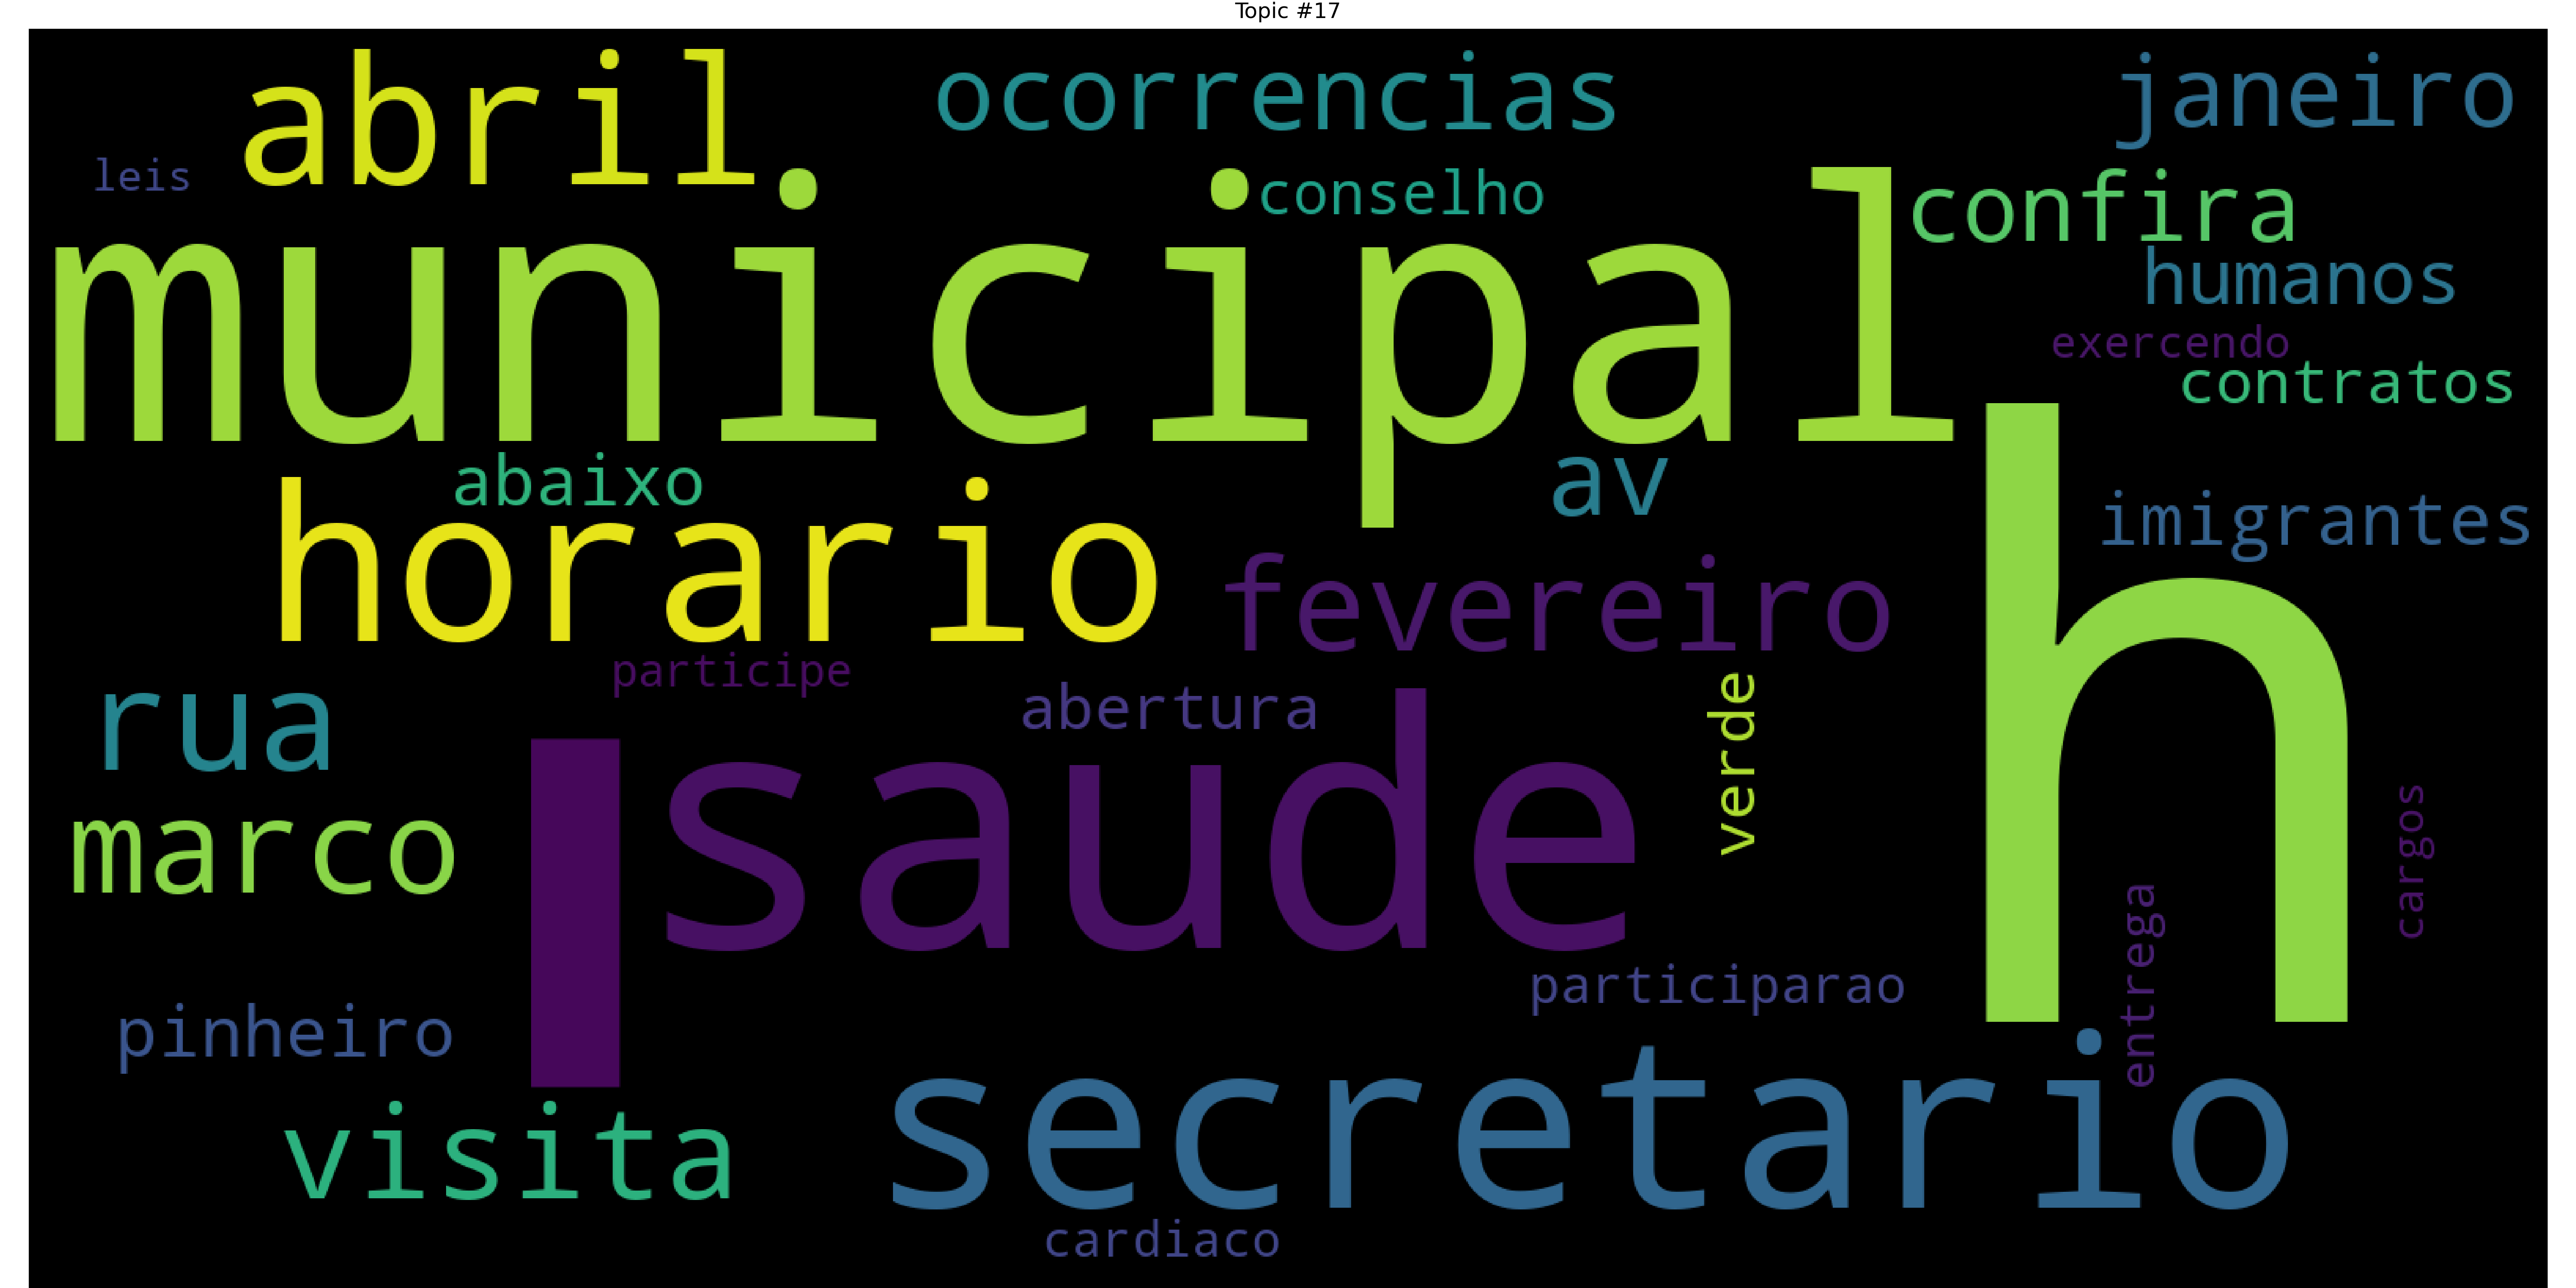 Topic #17
abril
ocorrencias
janeiro
leis
conselho
confira
municipal
humanos
exercendo
contratos
abaixo
av
horario
imigrantes
fevereiro
h
participe
abertura
verde
rua
saude
marco
cargos
entrega
participarao
pinheiro
secretario
visita
cardiaco